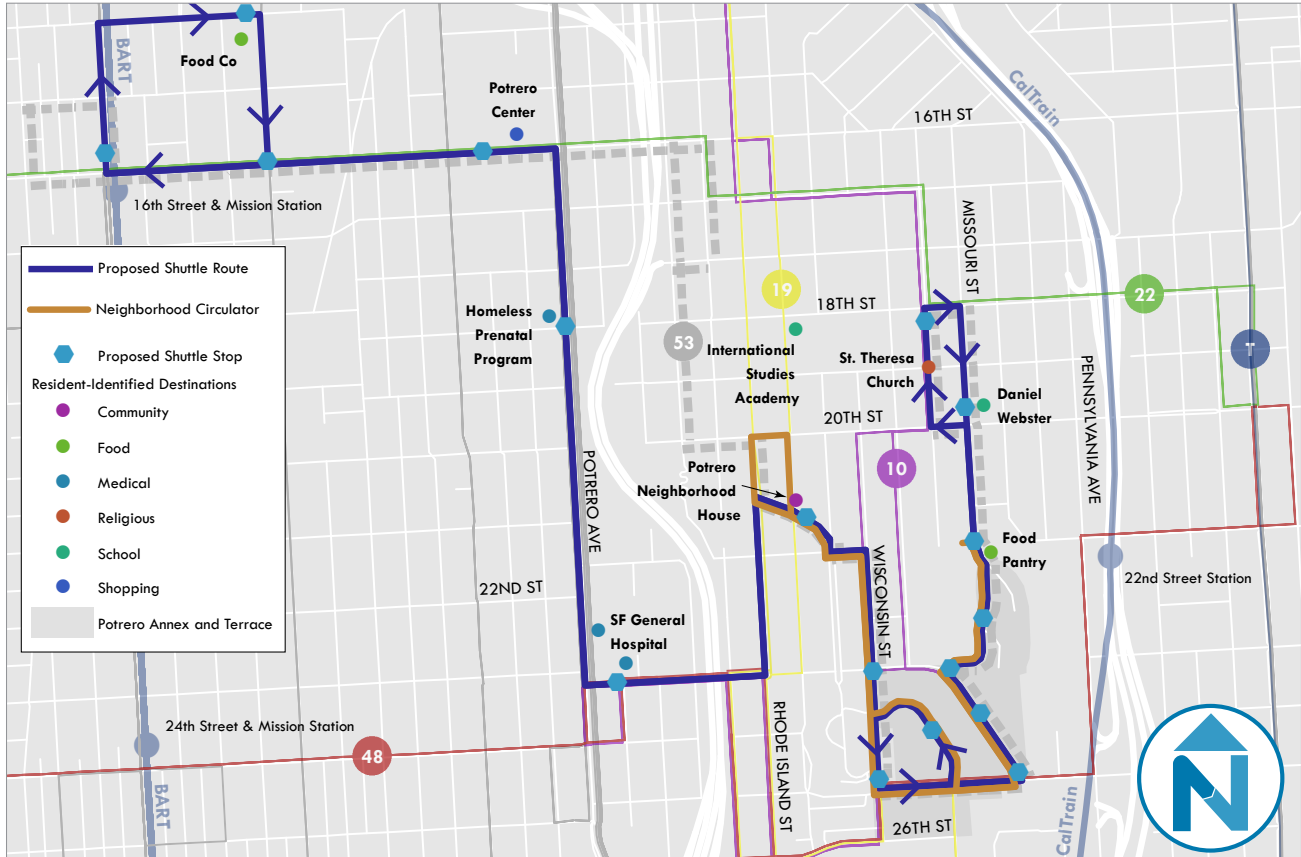 BART
Food Co
Potrero
Center
CalTrain
16TH ST
16th Street & Mission Station
Proposed Shuttle Route
Neighborhood Circulator
Proposed Shuttle Stop
Resident-Identified Destinations
Community
Food
Medical
Religious
School
Shopping
Potrero Annex and Terrace
Homeless
Prenatal
Program
53
19
18TH ST
International
Studies
Academy
20TH ST
MISSOURI ST
22
T
St. Theresa
Church
Daniel
Webster
PENNSYLVANIA AVE
POTRERO AVE
10
Potrero
Neighborhood
House
Food
Pantry
22ND ST
WISCONSIN ST
22nd Street Station
SF General
Hospital
24th Street & Mission Station
48
RHODE ISLAND ST
26TH ST
BART
CalTrain
N